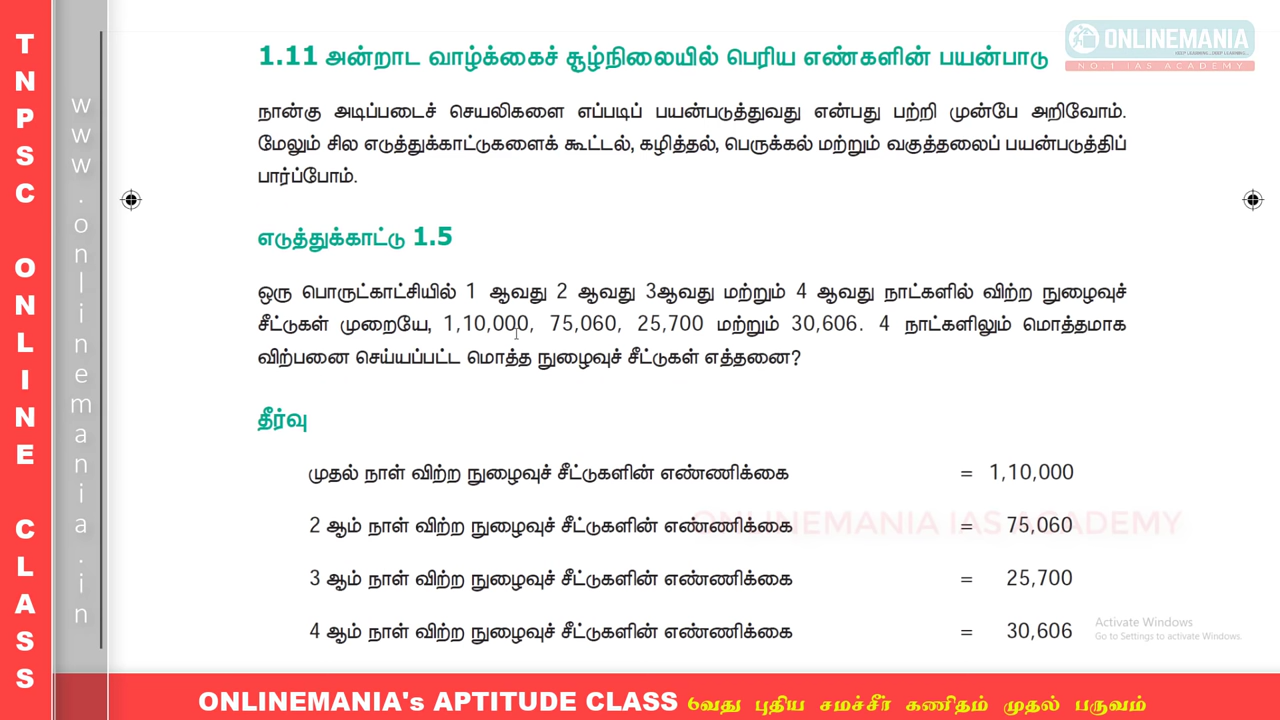 TNPSC ONLINE CLASS
www.onlinemania.in
ONLINEMANIA
KEEP LEARNING...KEEP LEARNING...
NO.1 IAS ACADEMY
1.11 அன்றாட வாழ்க்கைச் சூழ்நிலையில் பெரிய எண்களின் பயன்பாடு
நான்கு அடிப்படைச் செயலிகளை எப்படிப் பயன்படுத்துவது என்பது பற்றி முன்பே அறிவோம்.
மேலும் சில எடுத்துக்காட்டுகளைக் கூட்டல், கழித்தல், பெருக்கல் மற்றும் வகுத்தலைப் பயன்படுத்திப்
பார்ப்போம்.
எடுத்துக்காட்டு 1.5
ஒரு பொருட்காட்சியில் 1 ஆவது 2 ஆவது 3ஆவது மற்றும் 4 ஆவது நாட்களில் விற்ற நுழைவுச்
சீட்டுகள் முறையே, 1,10,000, 75,060, 25,700 மற்றும் 30,606. 4 நாட்களிலும் மொத்தமாக
விற்பனை செய்யப்பட்ட மொத்த நுழைவுச் சீட்டுகள் எத்தனை?
தீர்வு
முதல் நாள் விற்ற நுழைவுச் சீட்டுகளின் எண்ணிக்கை = 1,10,000
2 ஆம் நாள் விற்ற நுழைவுச் சீட்டுகளின் எண்ணிக்கை = 75,060
ONLINEMANIA IAS ACADEMY
3 ஆம் நாள் விற்ற நுழைவுச் சீட்டுகளின் எண்ணிக்கை = 25,700
4 ஆம் நாள் விற்ற நுழைவுச் சீட்டுகளின் எண்ணிக்கை = 30,606
Activate Windows
Go to Settings to activate Windows.
ONLINEMANIA's APTITUDE CLASS 6வது புதிய சமச்சீர் கணிதம் முதல் பருவம்